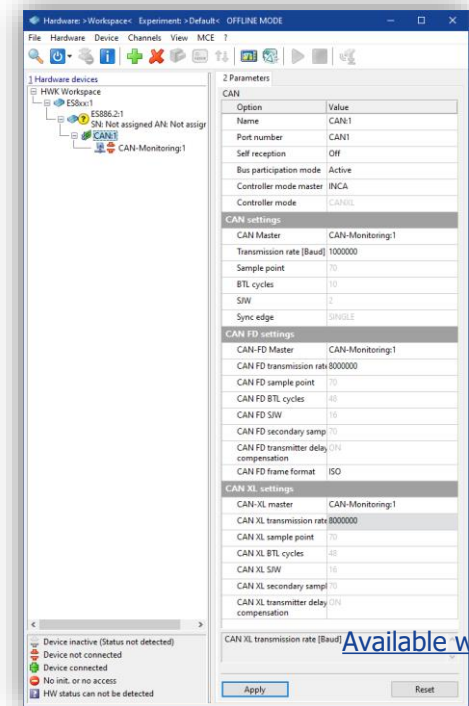 Hardware: >Workspace< Experiment: >Default< OFFLINE MODE
File Hardware Device Channels View MCE ?
1 Hardware devices
HWK Workspace
ES8xx:1
ES886.2:1
SN: Not assigned AN: Not assigr
CAN:1
CAN-Monitoring:1
Device inactive (Status not detected)
Device not connected
Device connected
No init. or no access
HW status can not be detected
2 Parameters
CAN
Option Value
Name CAN:1
Port number CAN1
Self reception Off
Bus participation mode Active
Controller mode master INCA
Controller mode CANXL
CAN settings
CAN Master CAN-Monitoring:1
Transmission rate [Baud] 1000000
Sample point 70
BTL cycles 10
SJW 2
Sync edge SINGLE
CAN FD settings
CAN-FD Master CAN-Monitoring:1
CAN FD transmission rate 8000000
CAN FD sample point 70
CAN FD BTL cycles 48
CAN FD SJW 16
CAN FD secondary samp 70
CAN FD transmitter delay ON
compensation
CAN FD frame format ISO
CAN XL settings
CAN-XL master CAN-Monitoring:1
CAN XL transmission rate 8000000
CAN XL sample point 70
CAN XL BTL cycles 48
CAN XL SJW 16
CAN XL secondary sampl 70
CAN XL transmitter delay ON
compensation
CAN XL transmission rate [Baud]
Available w
Apply Reset